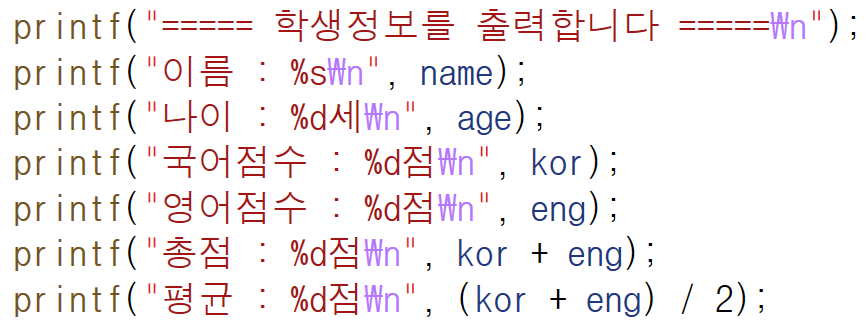 printf("===== 학생정보를 출력합니다 =====₩n");
printf("이름 : %s₩n", name);
printf("나이 : %d세₩n", age);
printf("국어점수 : %d점₩n", kor);
printf("영어점수 : %d점₩n", eng);
printf("총점 : %d점₩n", kor + eng);
printf("평균 : %d점₩n", (kor + eng) / 2);